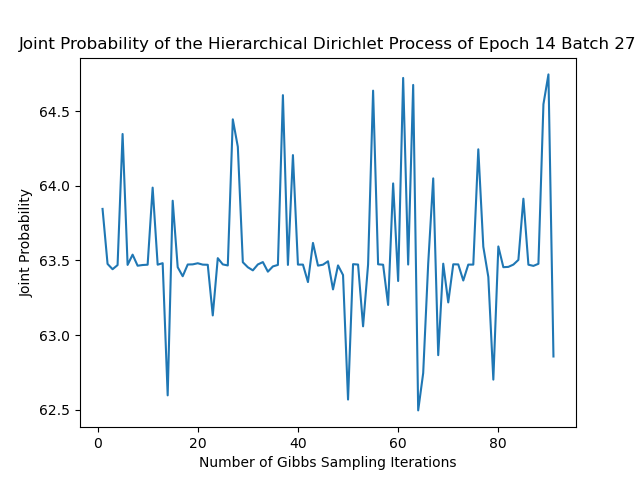 Joint Probability of the Hierarchical Dirichlet Process of Epoch 14 Batch 27
64.5
64.0
63.5
63.0
62.5
Joint Probability
0 20 40 60 80
Number of Gibbs Sampling Iterations